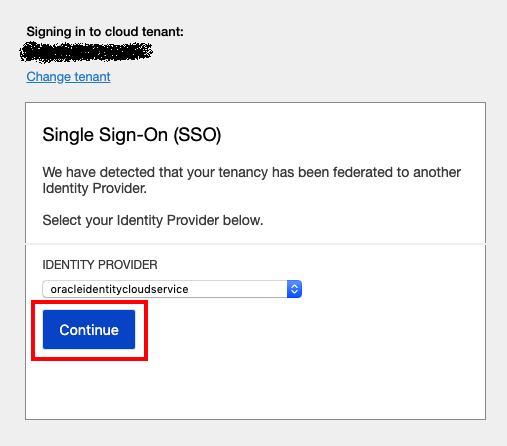 Signing in to cloud tenant:
Change tenant
Single Sign-On (SSO)
We have detected that your tenancy has been federated to another
Identity Provider.
Select your Identity Provider below.
IDENTITY PROVIDER
oracleidentitycloudservice
Continue